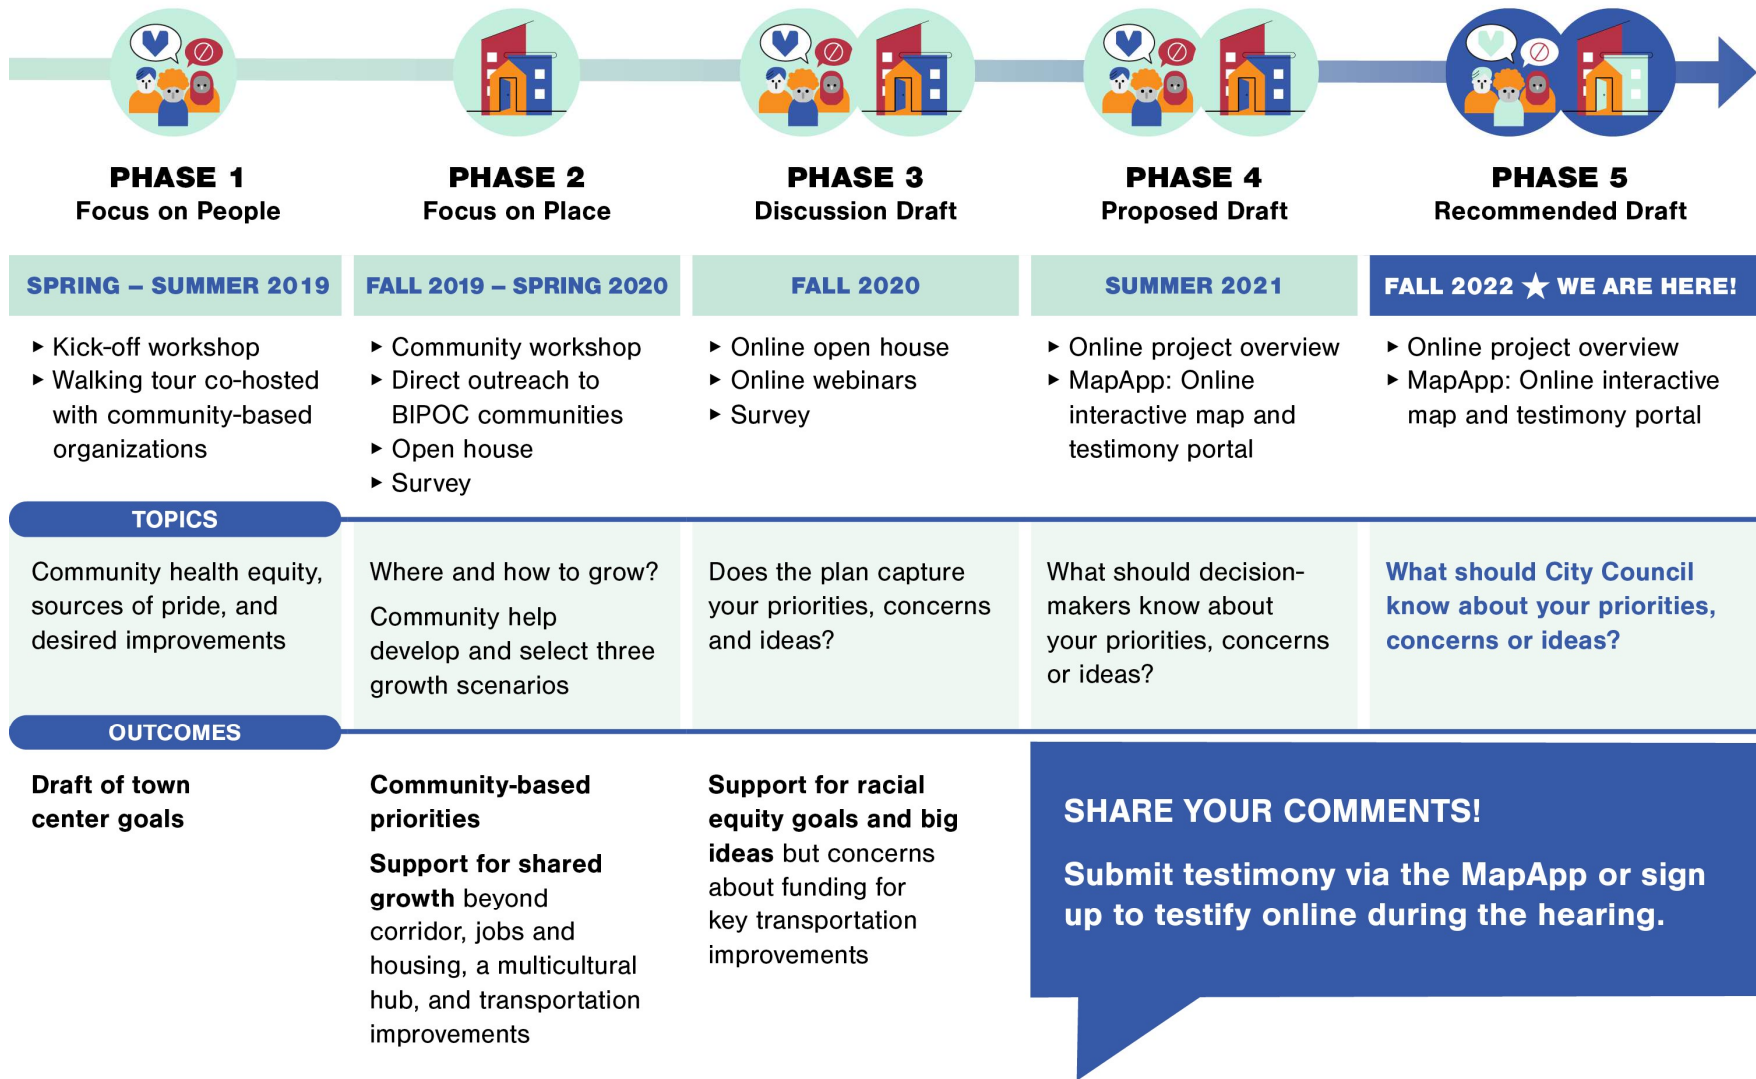 PHASE 1
Focus on People
PHASE 2
Focus on Place
PHASE 3
Discussion Draft
PHASE 4
Proposed Draft
PHASE 5
Recommended Draft
SPRING – SUMMER 2019
FALL 2019 – SPRING 2020
FALL 2020
SUMMER 2021
FALL 2022 ★ WE ARE HERE!
▸ Kick-off workshop
▸ Walking tour co-hosted
with community-based
organizations
▸ Community workshop
▸ Direct outreach to
BIPOC communities
▸ Open house
▸ Survey
▸ Online open house
▸ Online webinars
▸ Survey
▸ Online project overview
▸ MapApp: Online
interactive map and
testimony portal
▸ Online project overview
▸ MapApp: Online interactive
map and testimony portal
TOPICS
Community health equity,
sources of pride, and
desired improvements
Where and how to grow?
Community help
develop and select three
growth scenarios
Does the plan capture
your priorities, concerns
and ideas?
What should decision-
makers know about
your priorities, concerns
or ideas?
What should City Council
know about your priorities,
concerns or ideas?
OUTCOMES
Draft of town
center goals
Community-based
priorities
Support for shared
growth beyond
corridor, jobs and
housing, a multicultural
hub, and transportation
improvements
Support for racial
equity goals and big
ideas but concerns
about funding for
key transportation
improvements
SHARE YOUR COMMENTS!
Submit testimony via the MapApp or sign
up to testify online during the hearing.